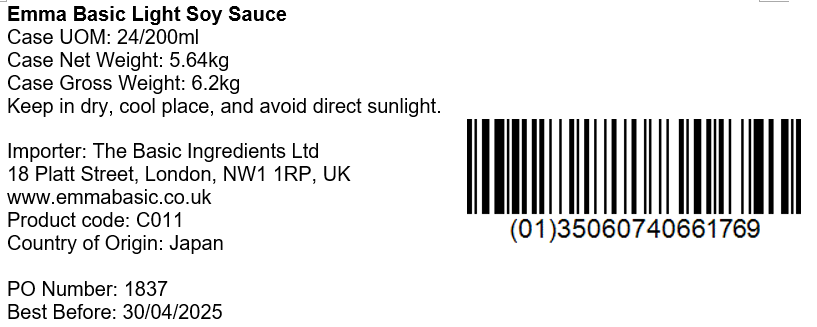 Emma Basic Light Soy Sauce
Case UOM: 24/200ml
Case Net Weight: 5.64kg
Case Gross Weight: 6.2kg
Keep in dry, cool place, and avoid direct sunlight.
Importer: The Basic Ingredients Ltd
18 Platt Street, London, NW1 1RP, UK
www.emmabasic.co.uk
Product code: C011
Country of Origin: Japan
(01)35060740661769
PO Number: 1837
Best Before: 30/04/2025